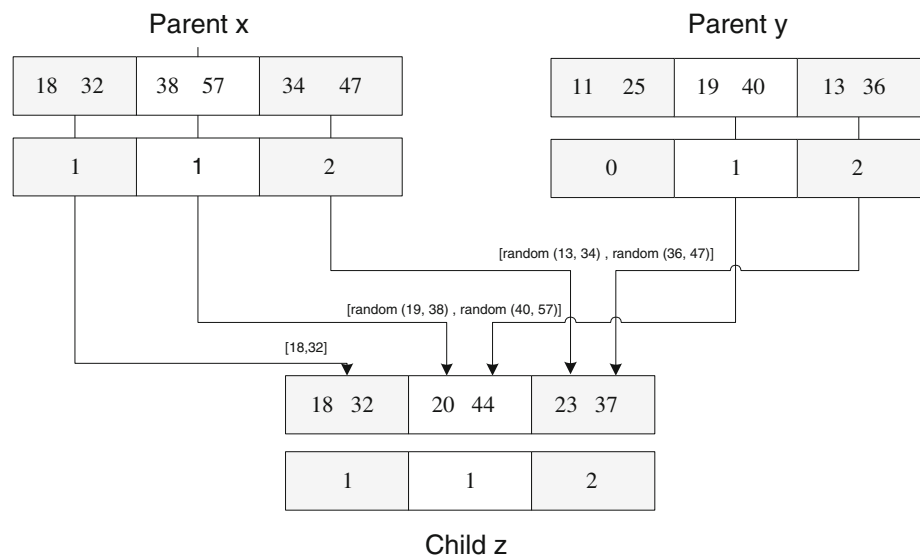 Parent x
Parent y
18 32 38 57 34 47
11 25 19 40 13 36
1 1 2
0 1 2
[random (13, 34) , random (36, 47)]
[random (19, 38) , random (40, 57)]
[18,32]
18 32 20 44 23 37
1 1 2
Child z